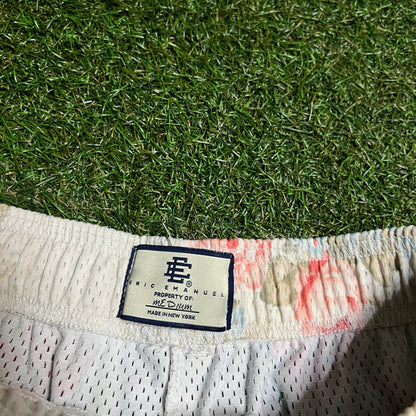 EE®
ERIC EMANUEL
PROPERTY OF:
MEDIUM
MADE IN NEW YORK